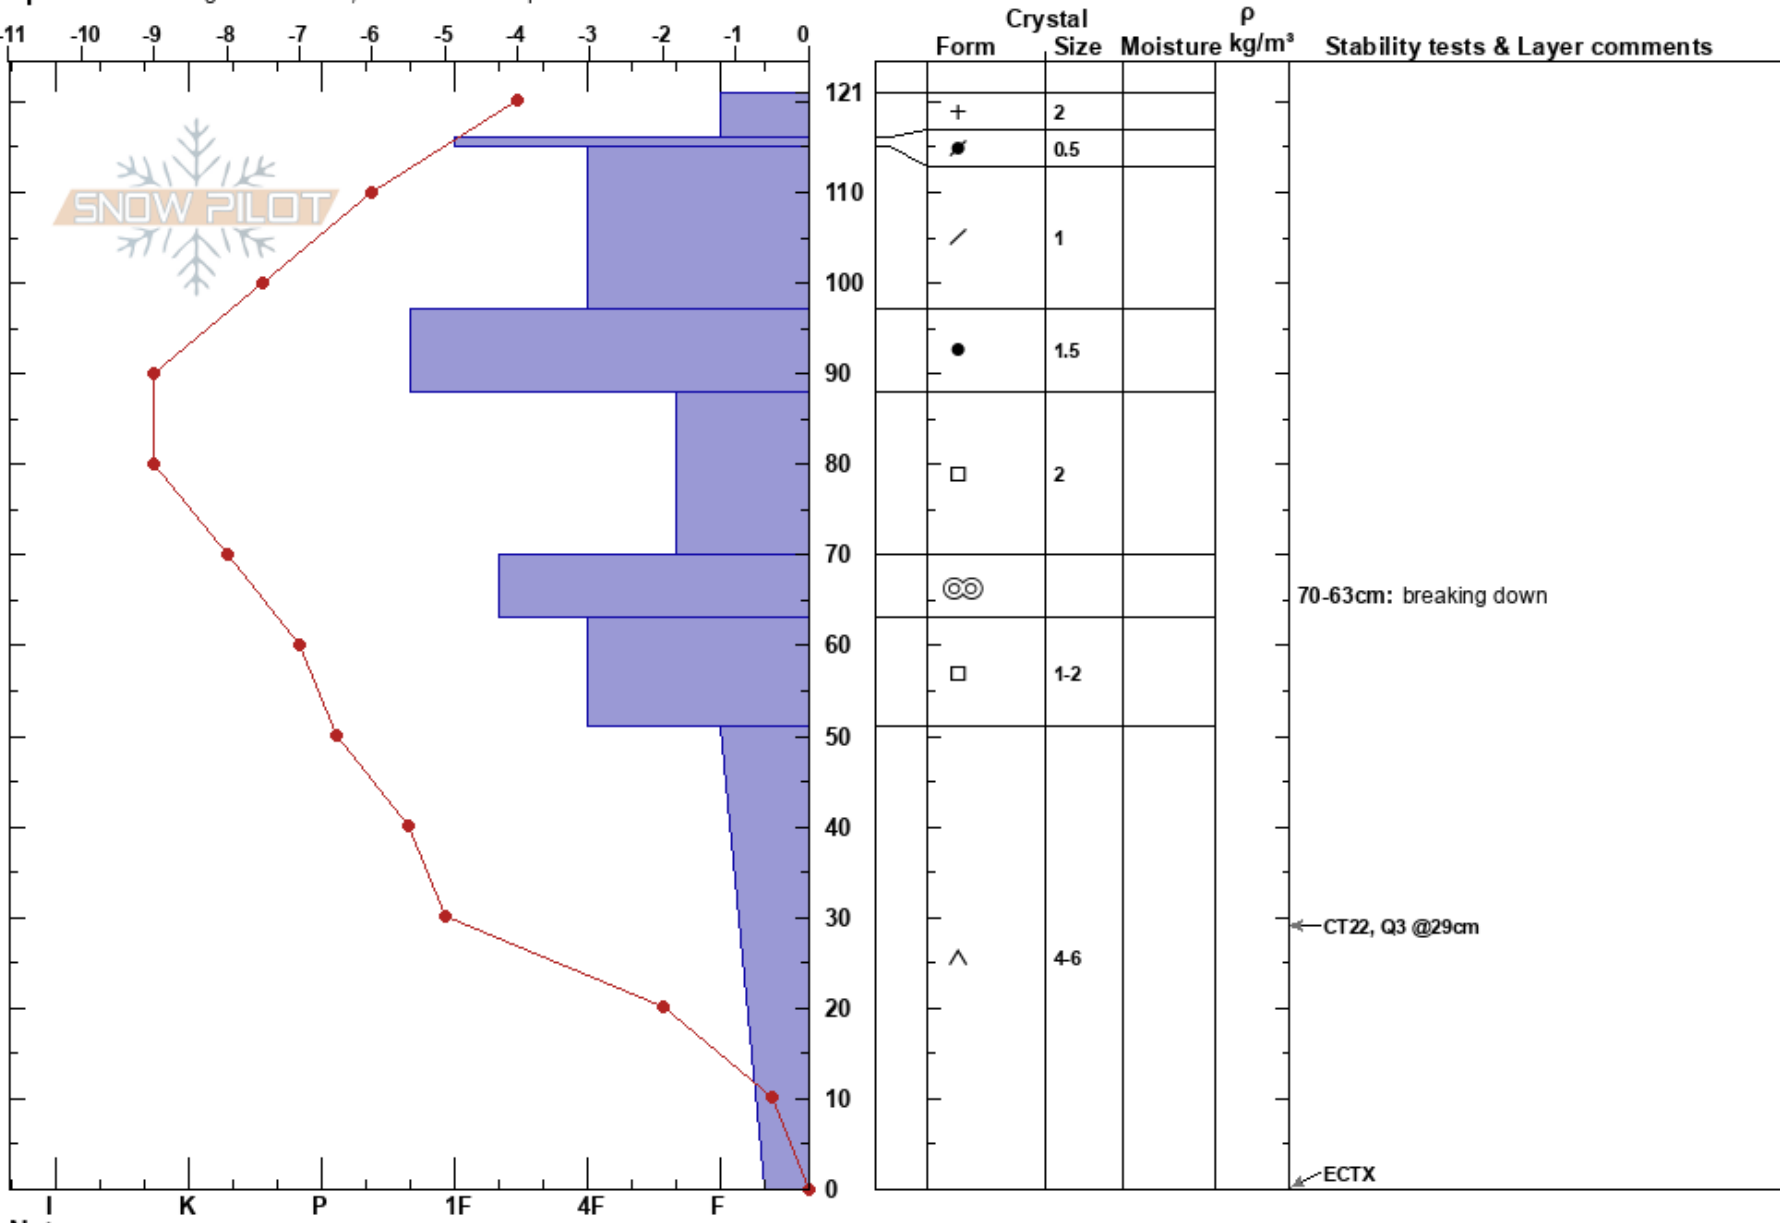 -11 -10 -9 -8 -7 -6 -5 -4 -3 -2 -1 0
Crystal ρ
Form Size Moisture kg/m³ Stability tests & Layer comments
121
+ 2
0.5
SNOW PILOT
110
1
100
1.5
90
80
2
70
70-63cm: breaking down
60
1-2
50
40
30
CT22, Q3 @29cm
4-6
20
10
ECTX
0
I K P 1F 4F F